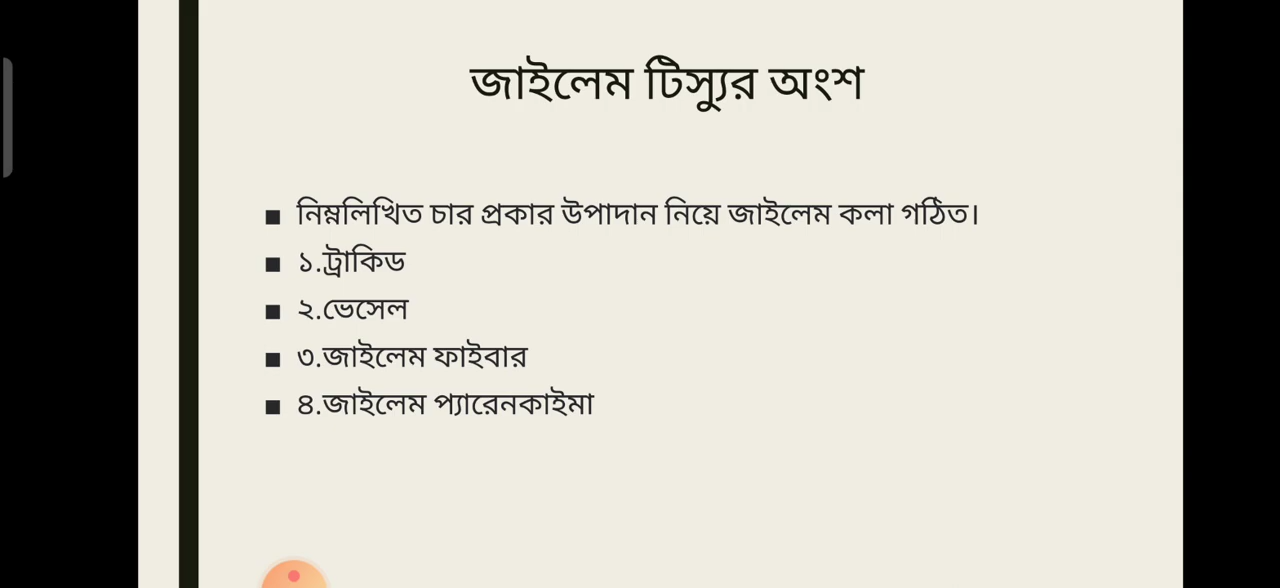 জাইলেম টিস্যুর অংশ
■ নিম্নলিখিত চার প্রকার উপাদান নিয়ে জাইলেম কলা গঠিত।
■ ১.ট্রাকিড
■ ২.ভেসেল
■ ৩.জাইলেম ফাইবার
■ ৪.জাইলেম প্যারেনকাইমা